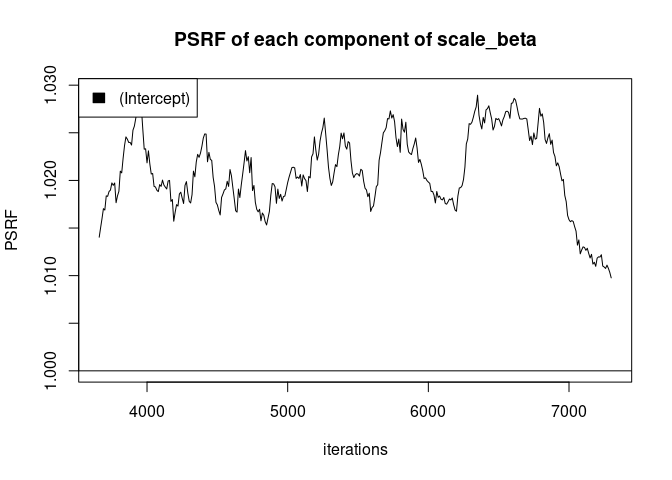 PSRF of each component of scale_beta
(Intercept)
1.030
1.020
1.010
1.000
PSRF
4000 5000 6000 7000
iterations